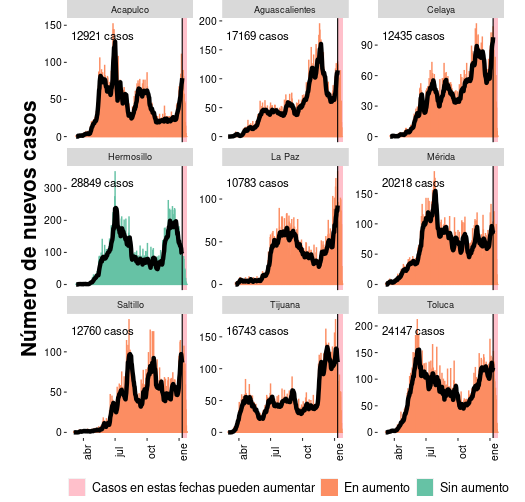 Número de nuevos casos
Acapulco
Aguascalientes
Celaya
12921 casos
17169 casos
12435 casos
150
100
50
0
200
150
100
50
0
90
60
30
0
Hermosillo
La Paz
Mérida
28849 casos
10783 casos
20218 casos
300
200
100
0
100
50
0
150
100
50
0
Saltillo
Tijuana
Toluca
12760 casos
16743 casos
24147 casos
100
50
0
150
100
50
0
200
150
100
50
0
abr
jul
oct
ene
abr
jul
oct
ene
abr
jul
oct
ene
Casos en estas fechas pueden aumentar
En aumento
Sin aumento